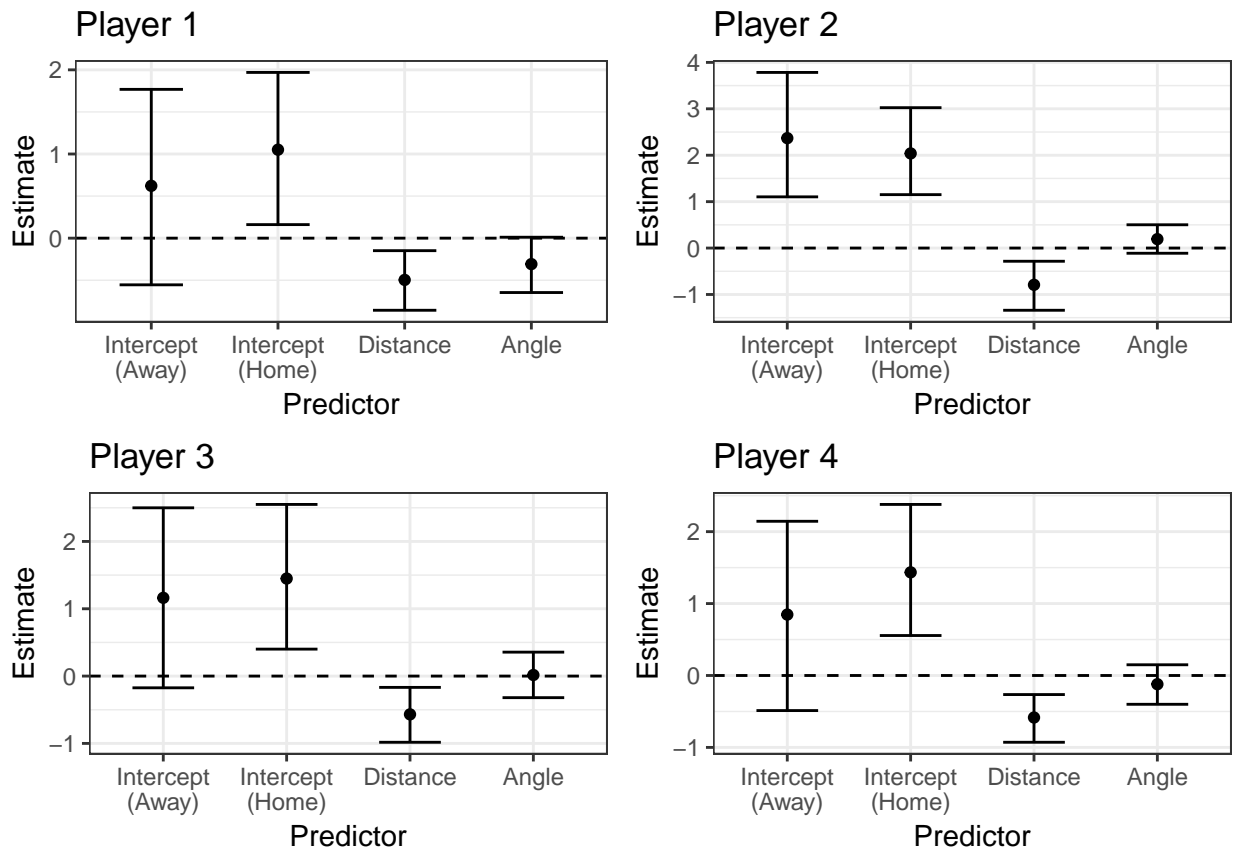 Player 1
Estimate
2
1
0
Intercept
(Away)
Intercept
(Home)
Distance
Angle
Predictor
Player 2
Estimate
4
3
2
1
0
−1
Intercept
(Away)
Intercept
(Home)
Distance
Angle
Predictor
Player 3
Estimate
2
1
0
−1
Intercept
(Away)
Intercept
(Home)
Distance
Angle
Predictor
Player 4
Estimate
2
1
0
−1
Intercept
(Away)
Intercept
(Home)
Distance
Angle
Predictor